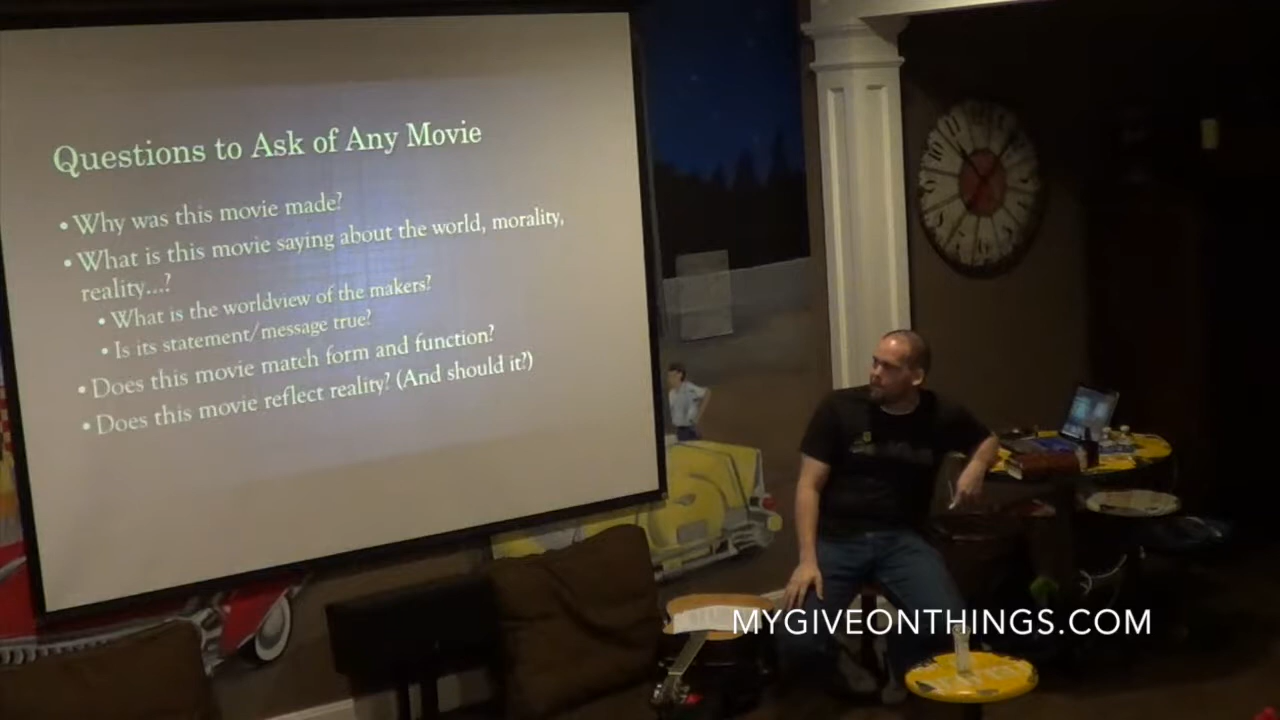 Questions to Ask of Any Movie
• Why was this movie made?
• What is this movie saying about the world, morality,
reality...?
• What is the worldview of the makers?
• Is its statement/message true?
• Does this movie match form and function?
• Does this movie reflect reality? (And should it?)
MYGIVEONTHINGS.COM